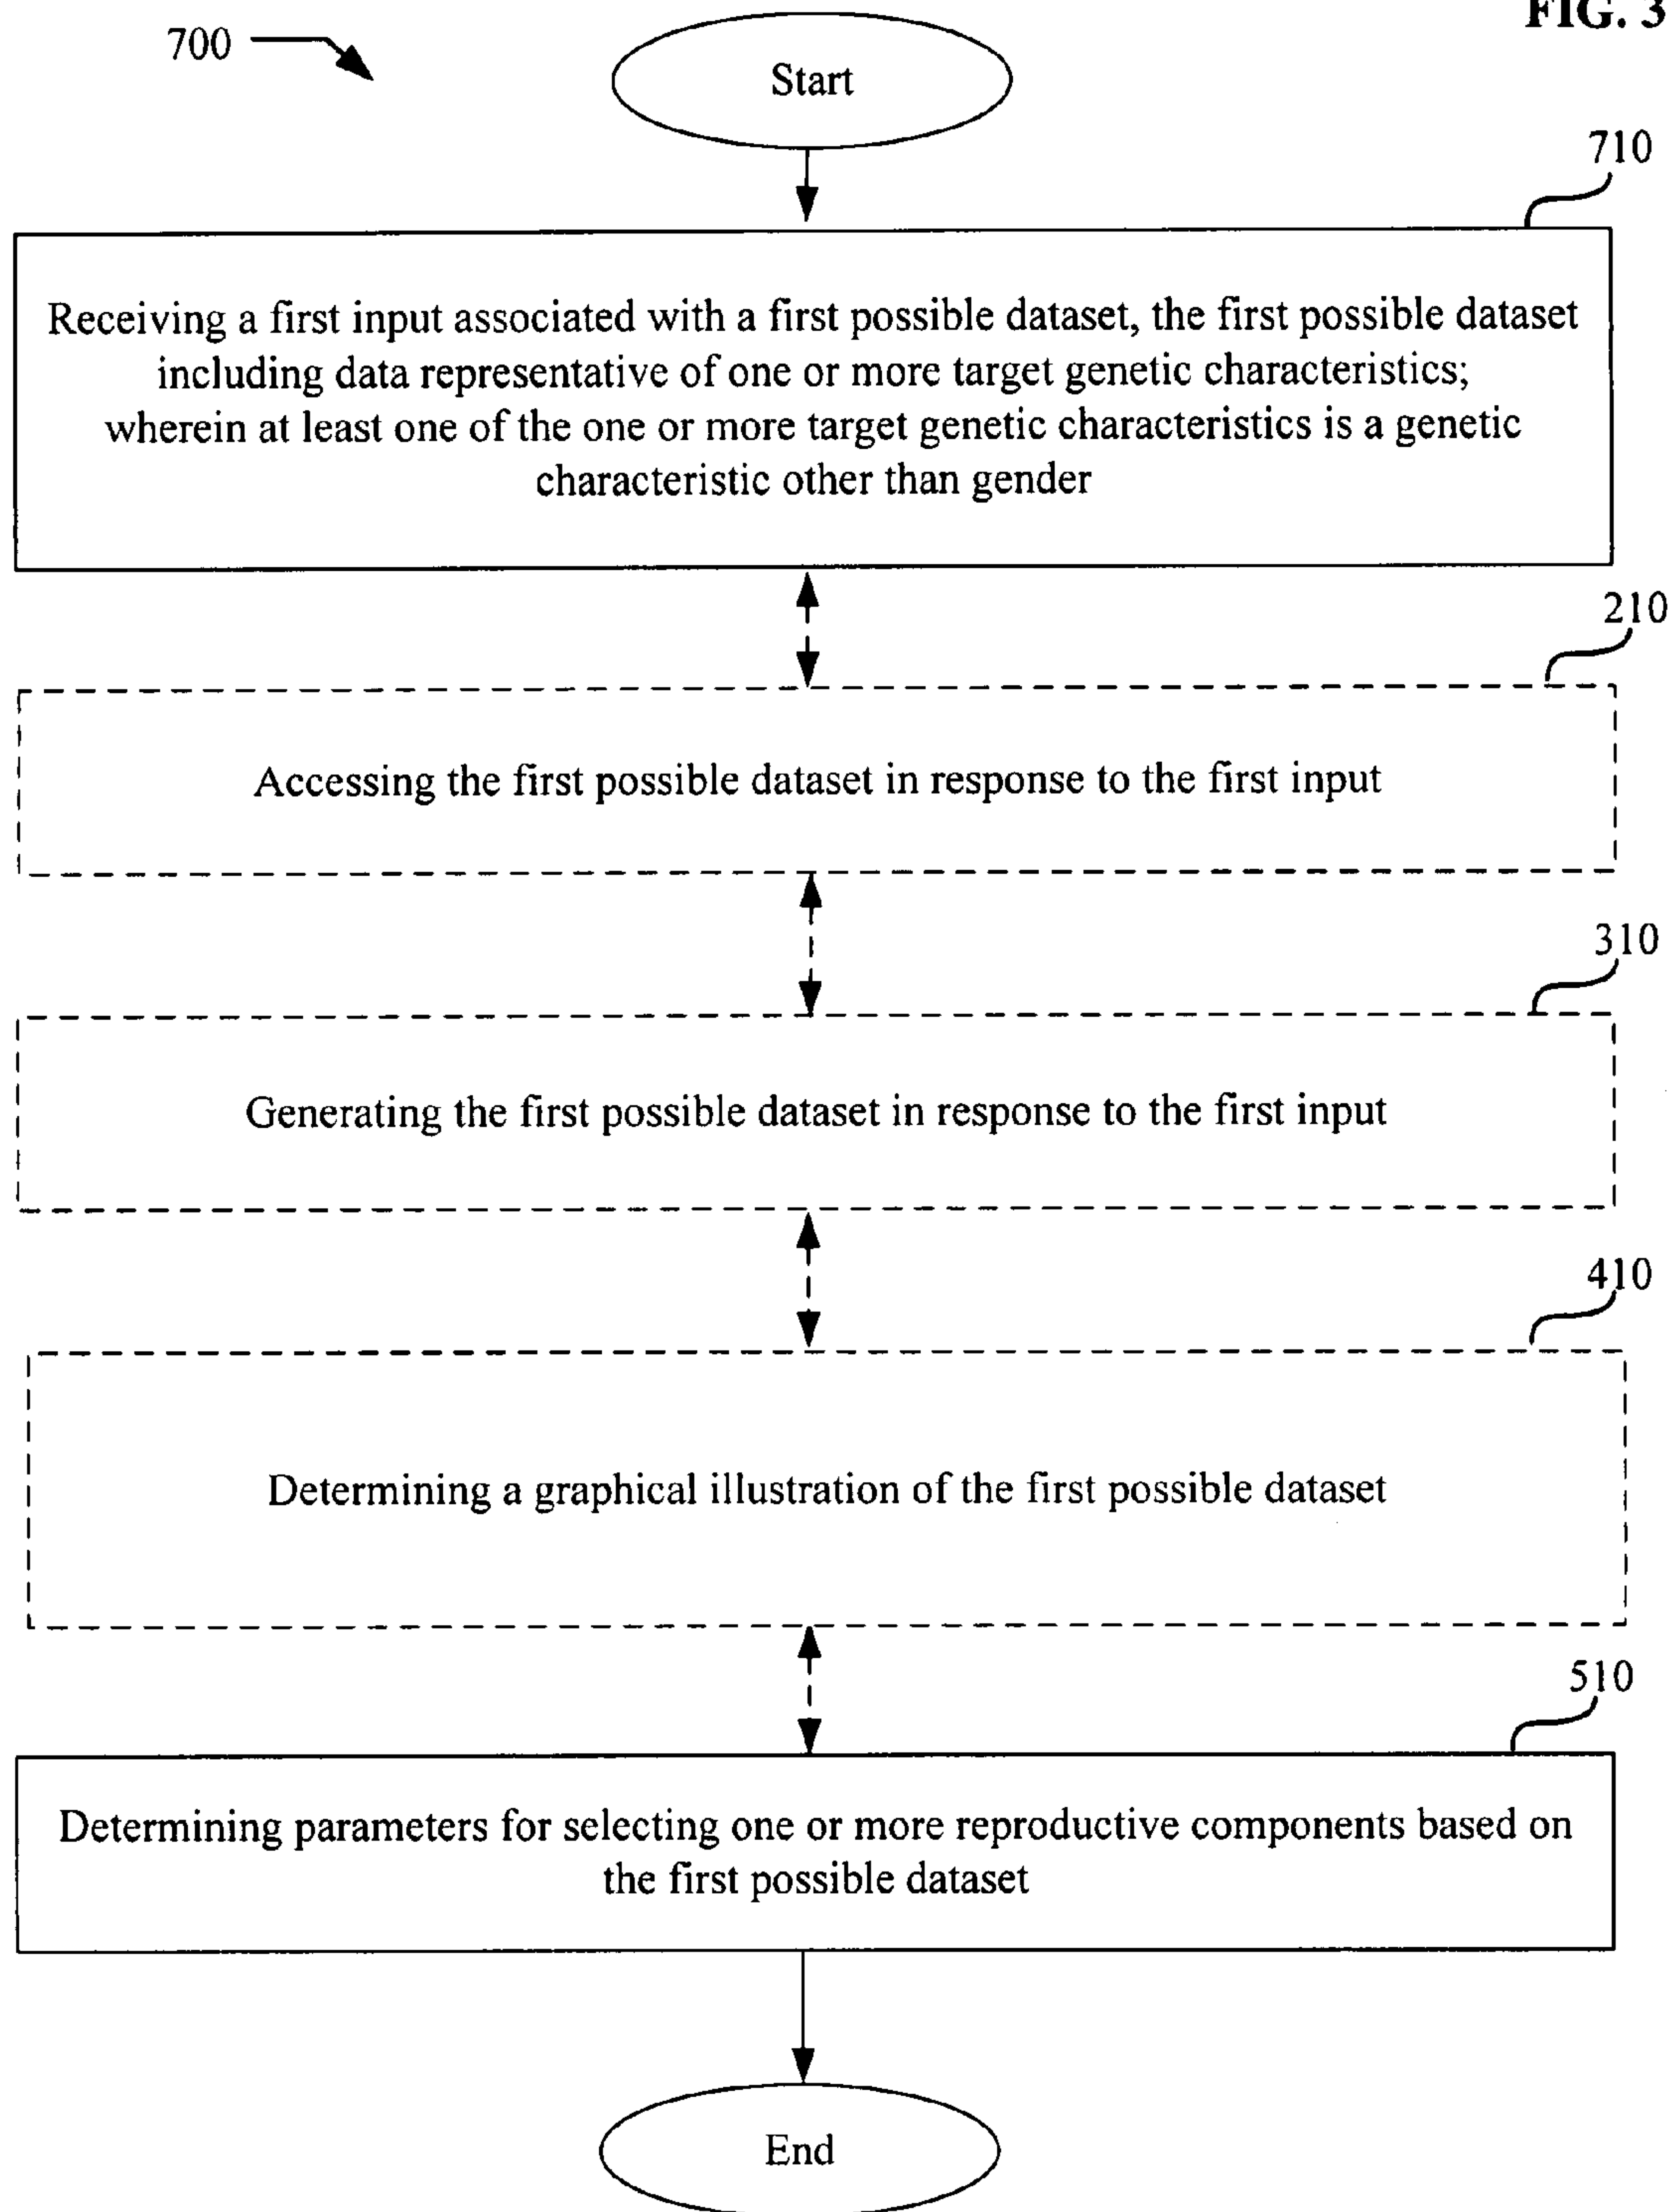 FIG. 3
700
Start
710
Receiving a first input associated with a first possible dataset, the first possible dataset
including data representative of one or more target genetic characteristics;
wherein at least one of the one or more target genetic characteristics is a genetic
characteristic other than gender
210
Accessing the first possible dataset in response to the first input
310
Generating the first possible dataset in response to the first input
410
Determining a graphical illustration of the first possible dataset
510
Determining parameters for selecting one or more reproductive components based on
the first possible dataset
End